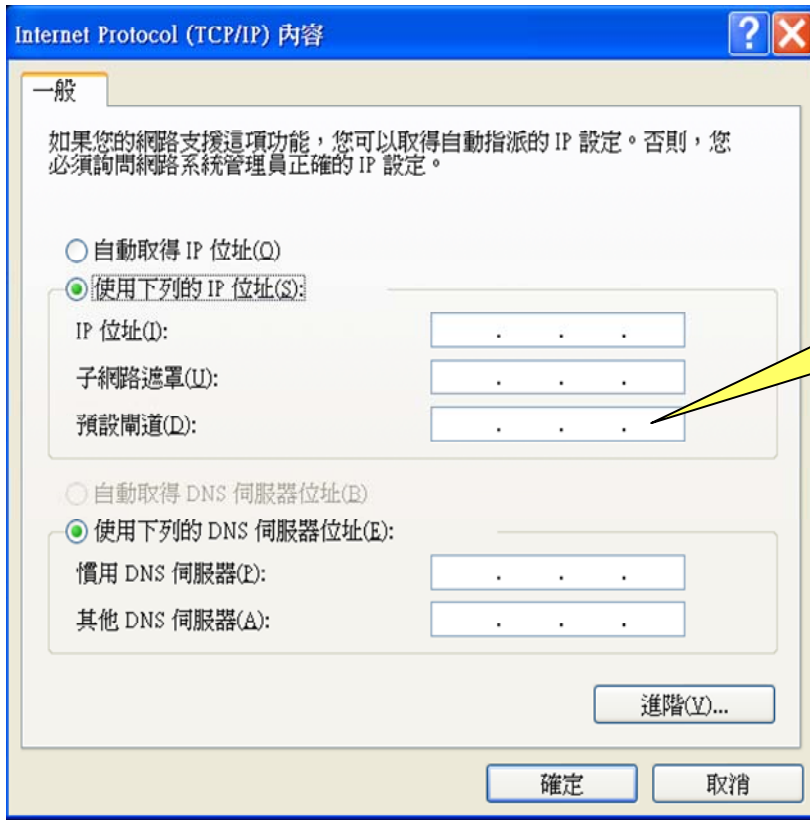 Internet Protocol (TCP/IP) 內容
一般
如果您的網路支援這項功能，您可以取得自動指派的 IP 設定。否則，您
必須詢問網路系統管理員正確的 IP 設定。
自動取得 IP 位址(O)
使用下列的 IP 位址(S):
IP 位址(I):
子網路遮罩(U):
預設閘道(D):
自動取得 DNS 伺服器位址(B)
使用下列的 DNS 伺服器位址(E):
慣用 DNS 伺服器(P):
其他 DNS 伺服器(A):
進階(V)...
確定
取消